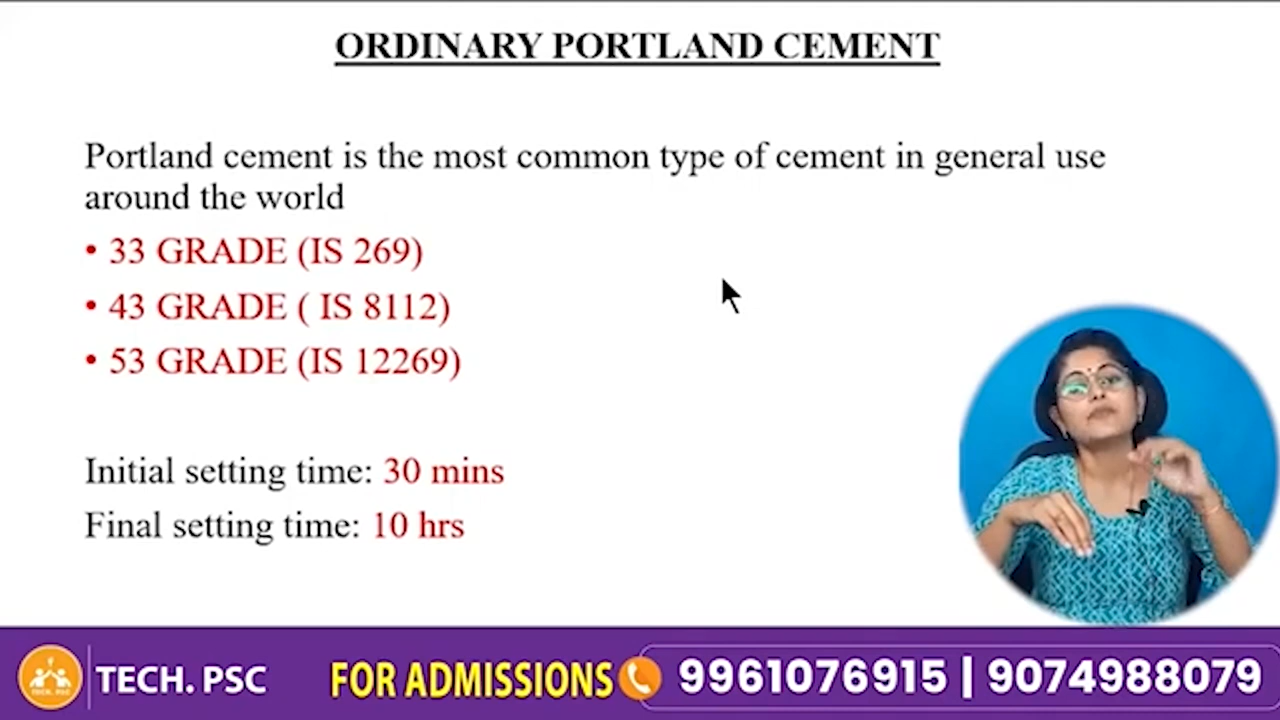 ORDINARY PORTLAND CEMENT
Portland cement is the most common type of cement in general use
around the world
• 33 GRADE (IS 269)
• 43 GRADE ( IS 8112)
• 53 GRADE (IS 12269)
Initial setting time: 30 mins
Final setting time: 10 hrs
TECH. PSC FOR ADMISSIONS 9961076915 | 9074988079